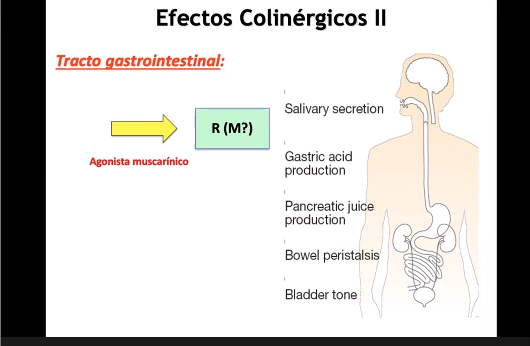 Efectos Colinérgicos II
Tracto gastrointestinal:
R (M?)
Agonista muscarínico
Salivary secretion
Gastric acid
production
Pancreatic juice
production
Bowel peristalsis
Bladder tone